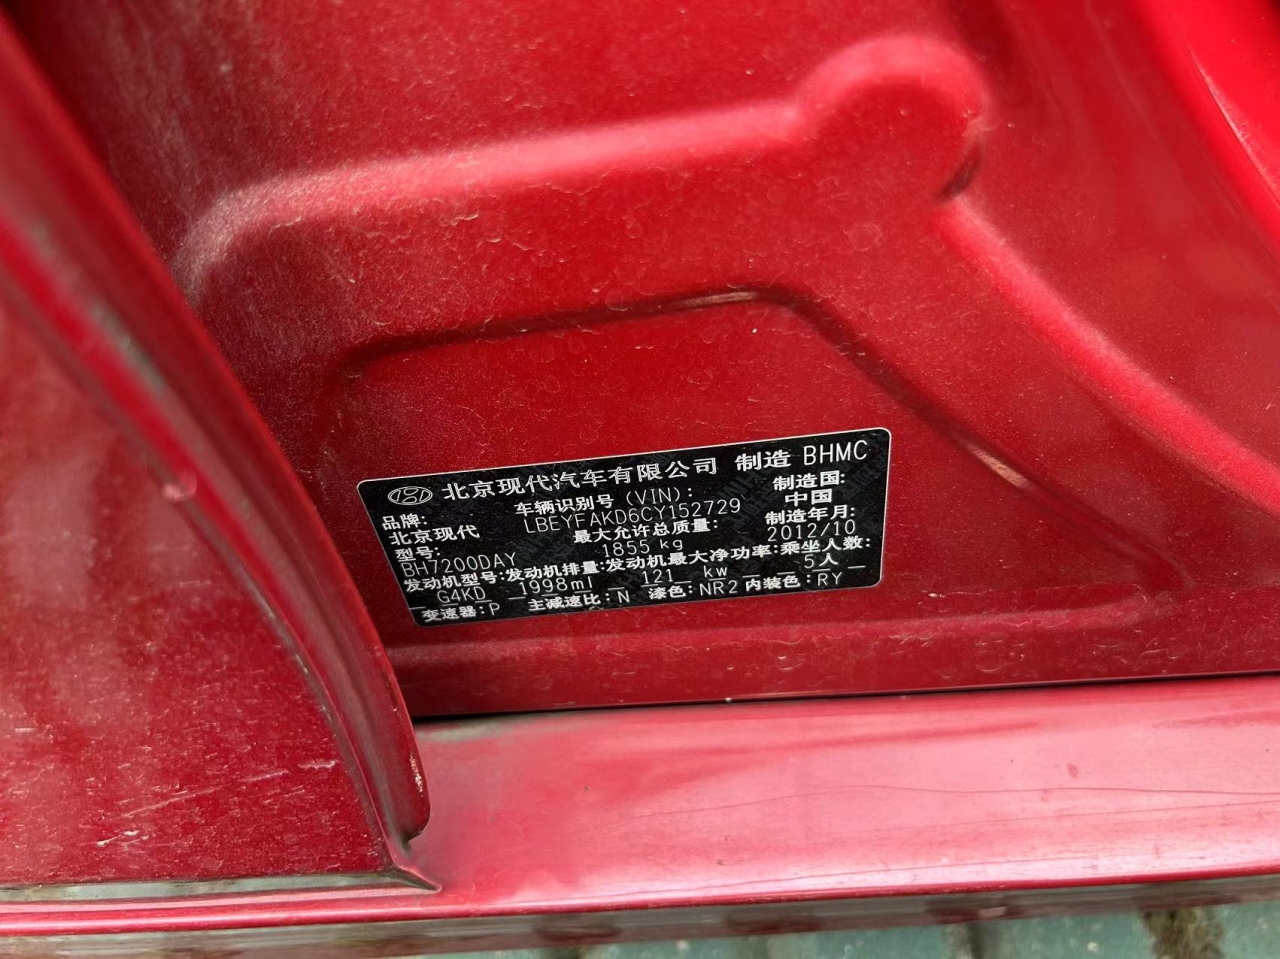 北京现代汽车有限公司 制造 BHMC
品牌: 车辆识别号(VIN): 制造国:
北京现代 LBEYFAKD6CY152729 中国
型号: 最大允许总质量: 制造年月:
BH7200DAY 1855 kg 2012/10
发动机型号: 发动机排量: 发动机最大净功率: 乘坐人数:
G4KD 1998ml 121 kw 5人
变速器: P 主减速比: N 漆色: NR2 内装色: RY